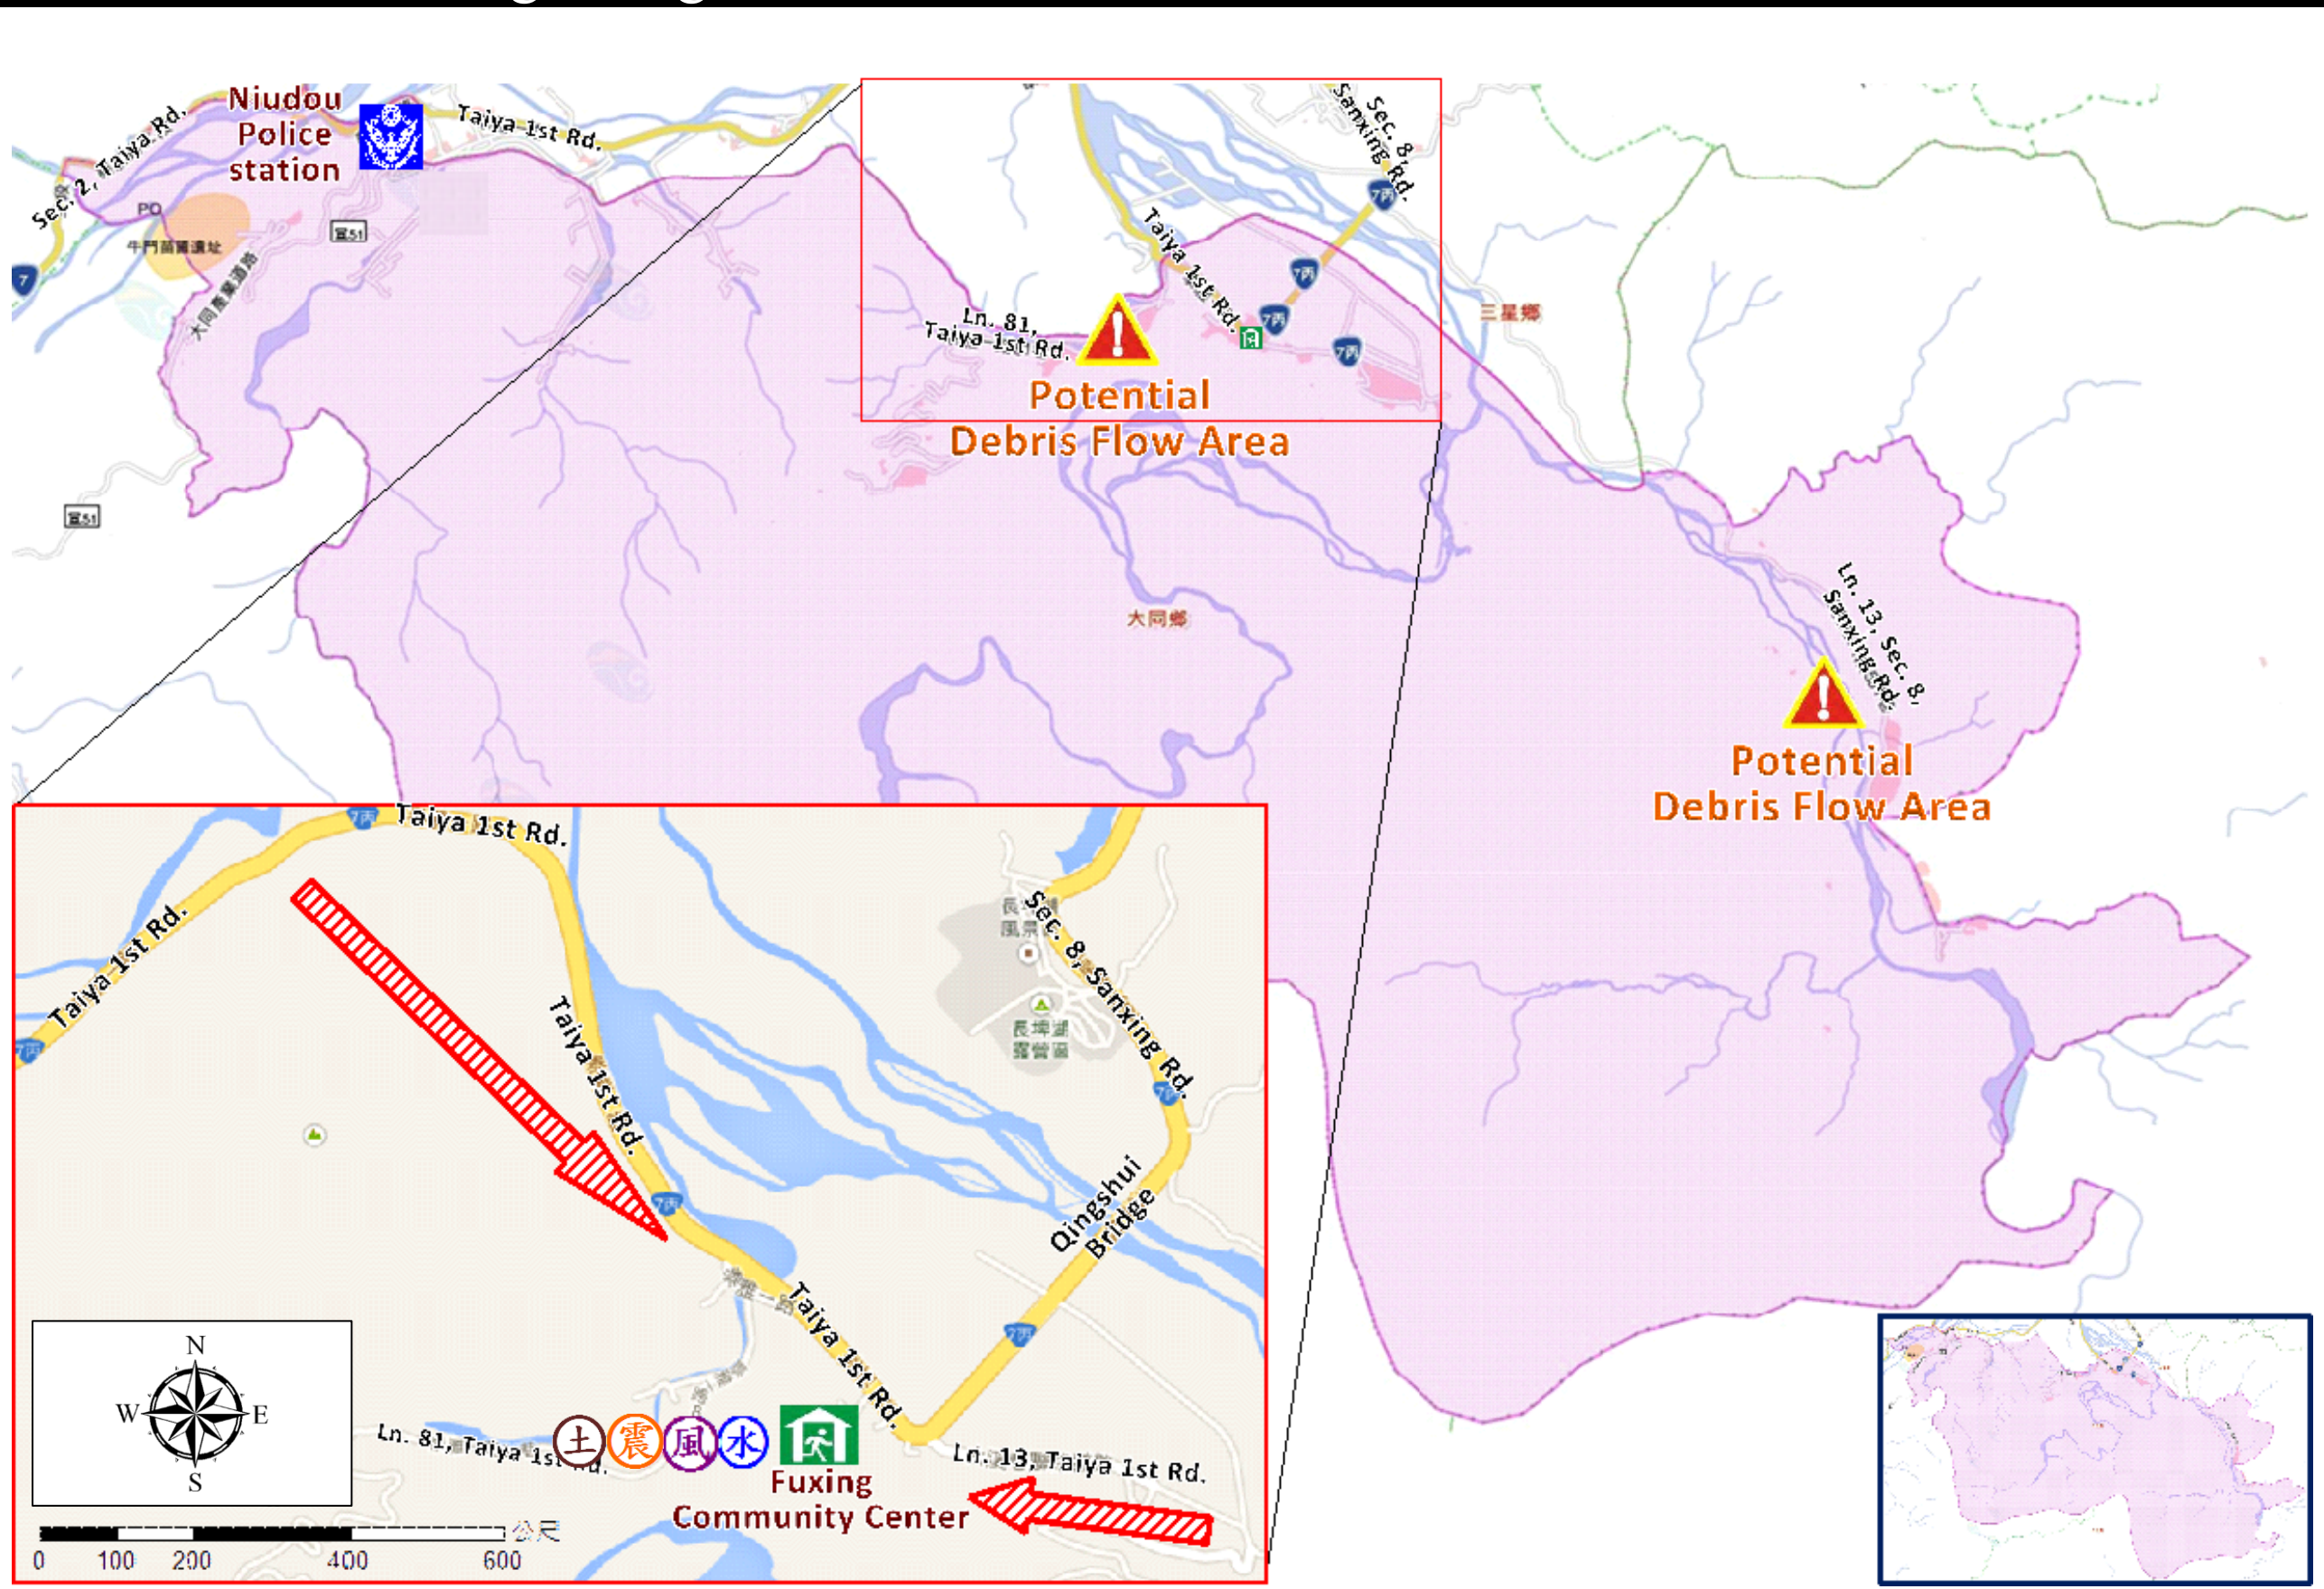 Niudou
Police
station
Sec. 2, Taiya Rd.
Taiya 1st Rd.
PO
大同產業道路
宜51
7
宜51
Sec. 8,
Sanxing Rd.
7丙
Taiya 1st Rd.
7丙
7丙
7丙
Ln. 81,
Taiya 1st Rd.
Potential
Debris Flow Area
三星鄉
大同鄉
Ln. 13, Sec. 8,
Sanxing Rd.
Potential
Debris Flow Area
7丙
Taiya 1st Rd.
Taiya 1st Rd.
7丙
Taiya 1st Rd.
7丙
Sec. 8, Sanxing Rd.
長埤湖
露營區
Qingshui
Bridge
7丙
Taiya 1st Rd.
Ln. 81, Taiya 1st Rd.
土 震 風 水
Fuxing
Community Center
Ln. 13, Taiya 1st Rd.
N
W E
S
0 100 200 400 600 公尺